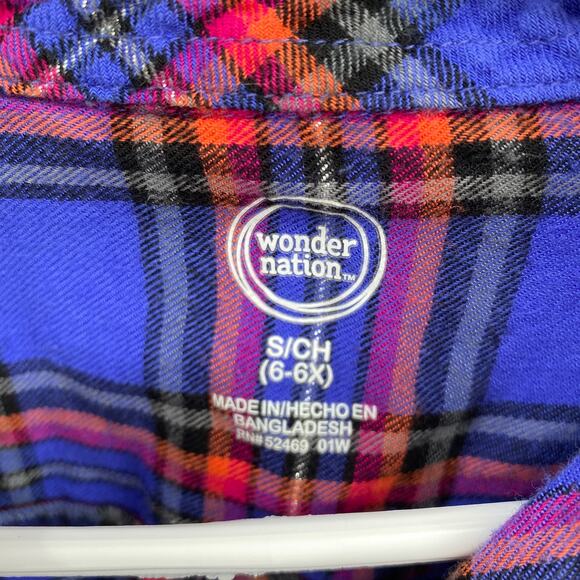 wonder
nation™
S/CH
(6-6X)
MADE IN/HECHO EN
BANGLADESH
RN# 52469 01W